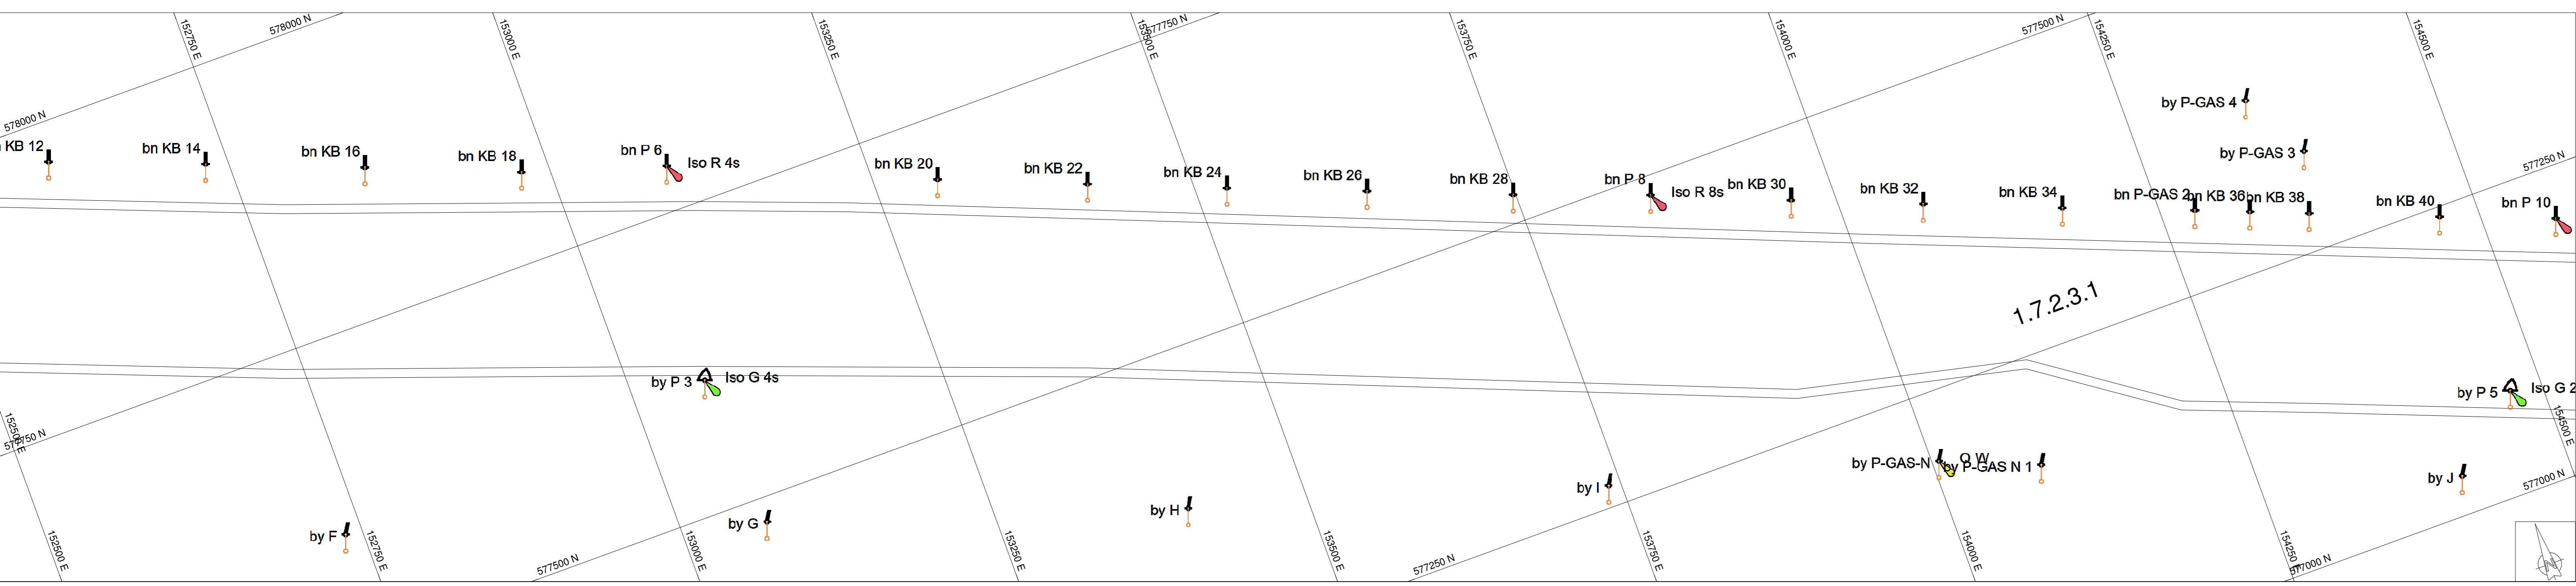 152750 E
578000 N
153000 E
153250 E
153500 E
577750 N
153750 E
154000 E
577500 N
154250 E
154500 E
578000 N
by P-GAS 4
KB 12
bn KB 14
bn KB 16
bn KB 18
bn P 6
Iso R 4s
bn KB 20
bn KB 22
bn KB 24
bn KB 26
bn KB 28
bn P 8
Iso R 8s
bn KB 30
bn KB 32
bn KB 34
by P-GAS 3
577250 N
bn P-GAS 2
bn KB 36
bn KB 38
bn KB 40
bn P 10
1.7.2.3.1
by P 3
Iso G 4s
by P 5
Iso G 2
152500 E
577750 N
154500 E
by P-GAS-N
Q W
by P-GAS N 1
by I
by J
577000 N
by H
by G
by F
152500 E
152750 E
577500 N
153000 E
153250 E
153500 E
577250 N
153750 E
154000 E
154250 E
577000 N
N